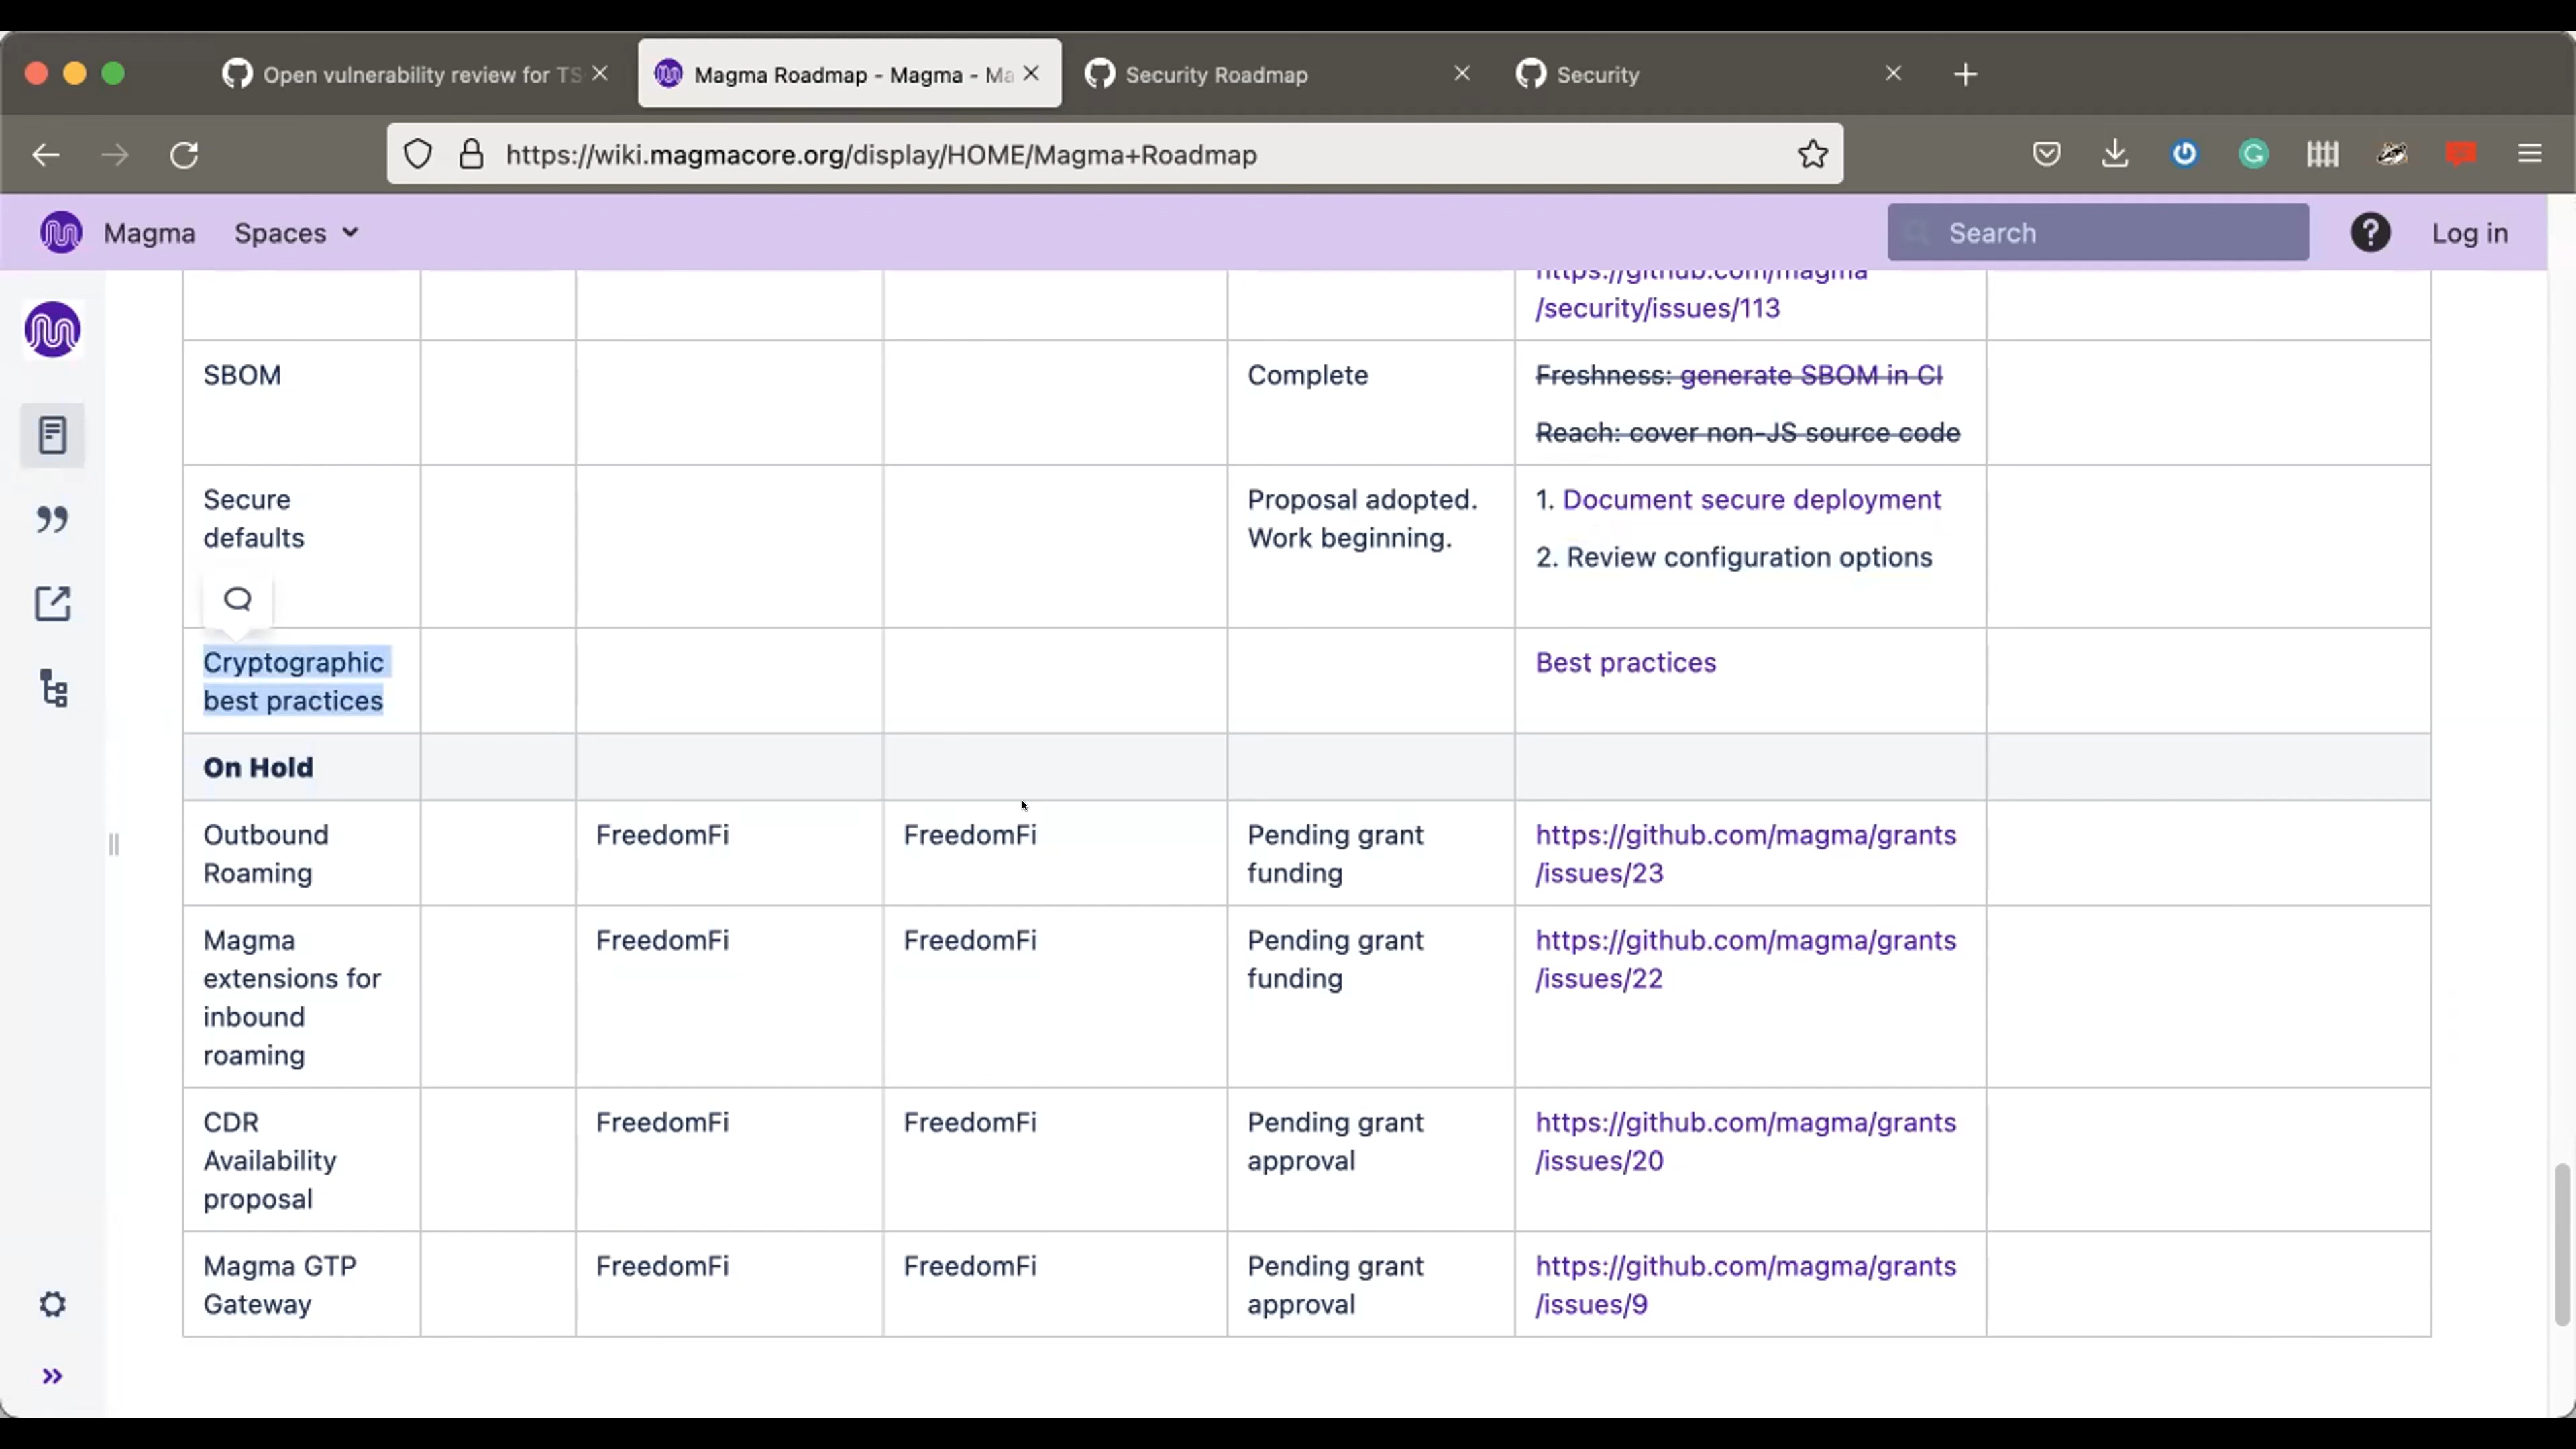 Open vulnerability review for TS
Magma Roadmap - Magma - Ma
Security Roadmap
Security
https://wiki.magmacore.org/display/HOME/Magma+Roadmap
Magma
Spaces
Search
Log in
https://github.com/magma
/security/issues/113
SBOM
Complete
Freshness: generate SBOM in CI
Reach: cover non-JS source code
Secure
defaults
Proposal adopted.
Work beginning.
1. Document secure deployment
2. Review configuration options
Cryptographic
best practices
Best practices
On Hold
Outbound
Roaming
FreedomFi
FreedomFi
Pending grant
funding
https://github.com/magma/grants
/issues/23
Magma
extensions for
inbound
roaming
FreedomFi
FreedomFi
Pending grant
funding
https://github.com/magma/grants
/issues/22
CDR
Availability
proposal
FreedomFi
FreedomFi
Pending grant
approval
https://github.com/magma/grants
/issues/20
Magma GTP
Gateway
FreedomFi
FreedomFi
Pending grant
approval
https://github.com/magma/grants
/issues/9